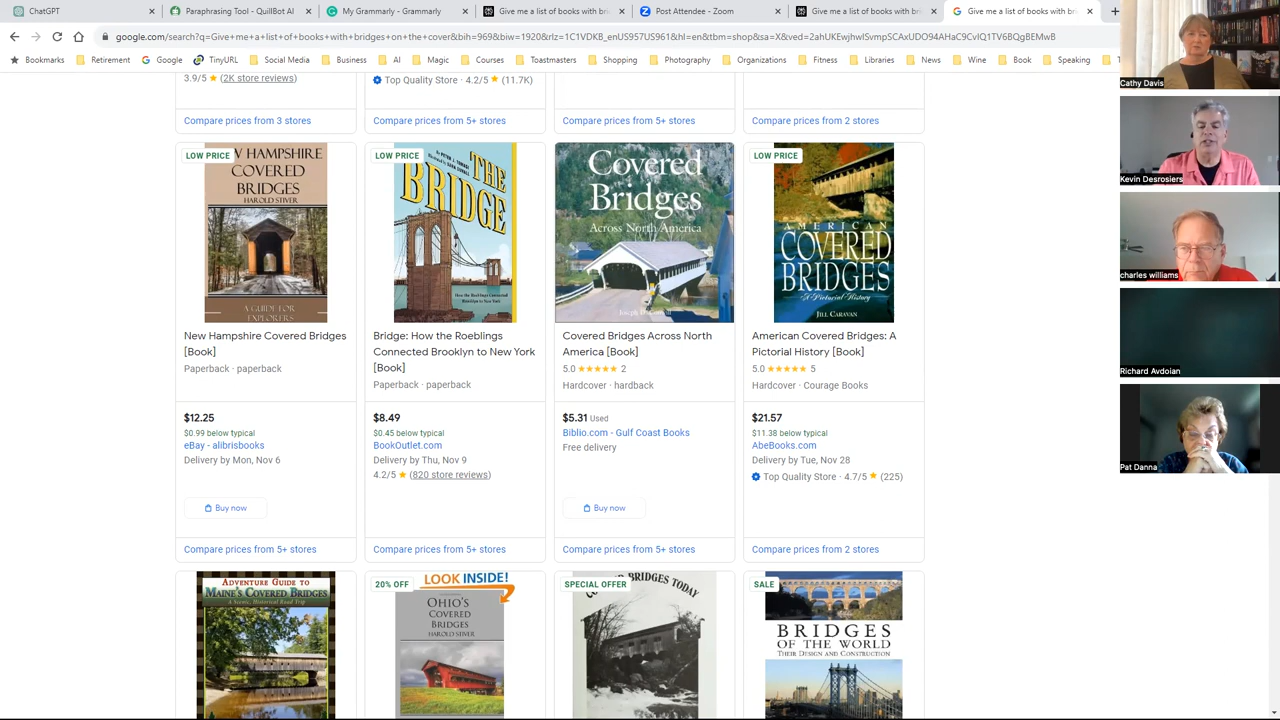 ChatGPT
Paraphrasing Tool - QuillBot AI
My Grammarly - Grammarly
Give me a list of books with bri
Post Attendee - Zoom
Give me a list of books with brid
Give me a list of books with bri
google.com/search?q=Give+me+a+list+of+books+with+bridges+on+the+cover&bih=969&biw=1920&rlz=1C1VDKB_enUS957US961&hl=en&tbm=shop&sa=X&ved=2ahUKEwjhwISvmpSCAxUDO94AHaC9CvIQ1TV6BQgBEMwB
Bookmarks
Retirement
Google
TinyURL
Social Media
Business
AI
Magic
Courses
Toastmasters
Shopping
Photography
Organizations
Fitness
Libraries
News
Wine
Book
Speaking
3.9/5 ★ (2K store reviews)
Top Quality Store · 4.2/5 ★ (11.7K)
Compare prices from 3 stores
Compare prices from 5+ stores
Compare prices from 5+ stores
Compare prices from 2 stores
LOW PRICE
HAMPSHIRE
COVERED
BRIDGES
HAROLD STIVER
A GUIDE FOR
EXPLORERS
New Hampshire Covered Bridges
[Book]
Paperback · paperback
$12.25
$0.99 below typical
eBay - alibrisbooks
Delivery by Mon, Nov 6
Buy now
Compare prices from 5+ stores
LOW PRICE
THE
BRIDGE
Bridge: How the Roeblings
Connected Brooklyn to New York
[Book]
Paperback · paperback
$8.49
$0.45 below typical
BookOutlet.com
Delivery by Thu, Nov 9
4.2/5 ★ (820 store reviews)
Compare prices from 5+ stores
Covered
Bridges
Across North America
Covered Bridges Across North
America [Book]
5.0 ★★★★★ 2
Hardcover · hardback
$5.31 Used
Biblio.com - Gulf Coast Books
Free delivery
Buy now
Compare prices from 5+ stores
LOW PRICE
AMERICAN
COVERED
BRIDGES
A Pictorial History
JILL CARAVAN
American Covered Bridges: A
Pictorial History [Book]
5.0 ★★★★★ 5
Hardcover · Courage Books
$21.57
$11.38 below typical
AbeBooks.com
Delivery by Tue, Nov 28
Top Quality Store · 4.7/5 ★ (225)
Compare prices from 2 stores
ADVENTURE GUIDE TO
MAINE'S COVERED BRIDGES
A Scenic, Historical Road Trip
20% OFF
LOOK INSIDE!
OHIO'S
COVERED
BRIDGES
HAROLD STIVER
SPECIAL OFFER
BRIDGES TODAY
SALE
BRIDGES
OF THE WORLD
THEIR DESIGN AND CONSTRUCTION
Cathy Davis
Kevin Desrosiers
charles williams
Richard Avdoian
Pat Danna